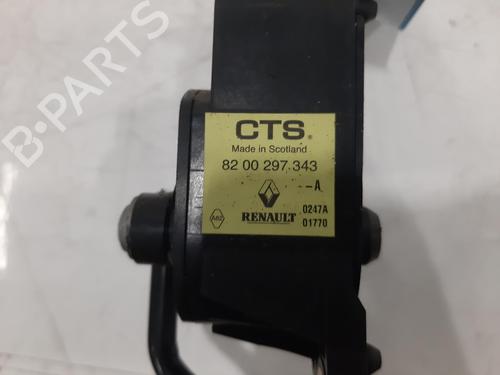 B-PARTS
CTS®
Made in Scotland
82 00 297 343
--A
RENAULT
0247A
01770